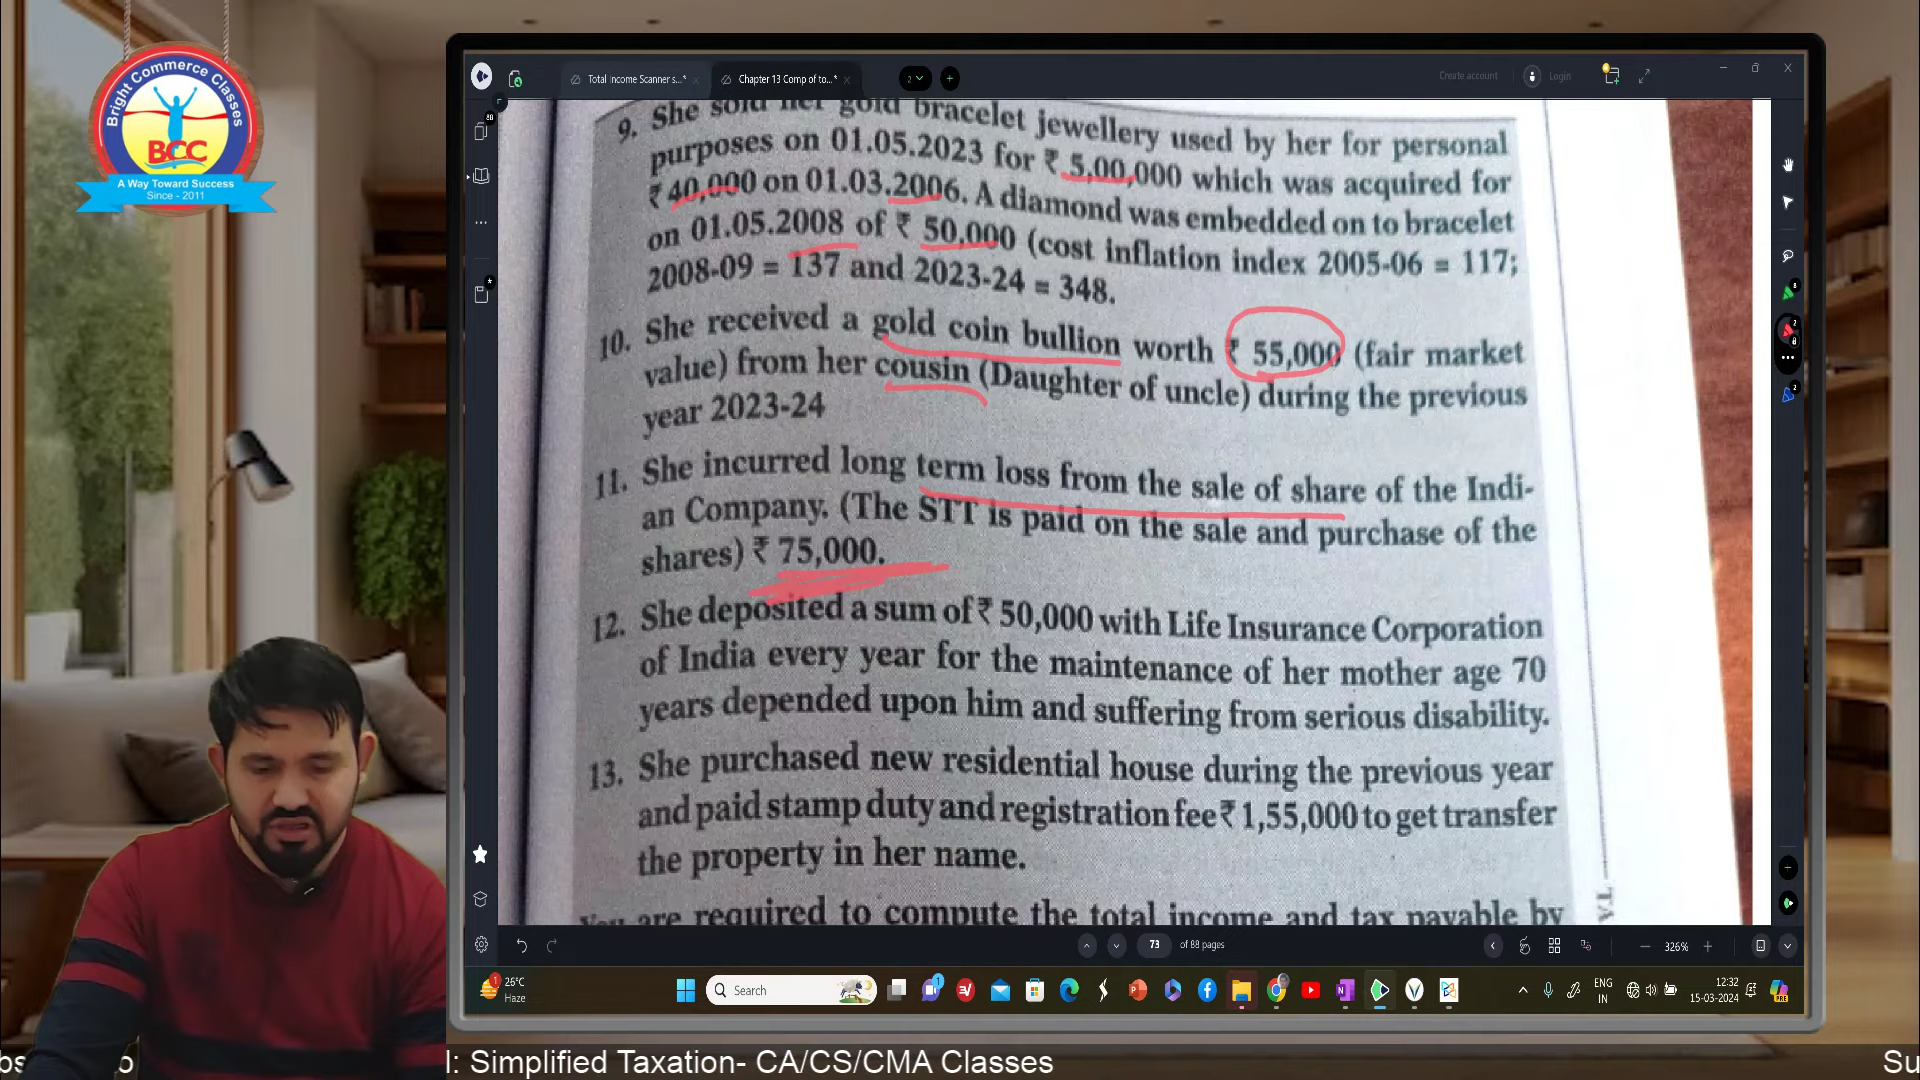 Bright Commerce Classes
BCC
A Way Toward Success
Since - 2011
Total Income Scanner s...*
Chapter 13 Comp of to...*
2
Create account
Login
9. She sold her gold bracelet jewellery used by her for personal
purposes on 01.05.2023 for ₹ 5,00,000 which was acquired for
₹ 40,000 on 01.03.2006. A diamond was embedded on to bracelet
on 01.05.2008 of ₹ 50,000 (cost inflation index 2005-06 = 117;
2008-09 = 137 and 2023-24 = 348.
10. She received a gold coin bullion worth ₹ 55,000 (fair market
value) from her cousin (Daughter of uncle) during the previous
year 2023-24
11. She incurred long term loss from the sale of share of the Indi-
an Company. (The STT is paid on the sale and purchase of the
shares) ₹ 75,000.
12. She deposited a sum of ₹ 50,000 with Life Insurance Corporation
of India every year for the maintenance of her mother age 70
years depended upon him and suffering from serious disability.
13. She purchased new residential house during the previous year
and paid stamp duty and registration fee ₹ 1,55,000 to get transfer
the property in her name.
You are required to compute the total income and tax payable by
73 of 88 pages
326%
26°C
Haze
Search
ENG
IN
12:32
15-03-2024
l: Simplified Taxation- CA/CS/CMA Classes
Su